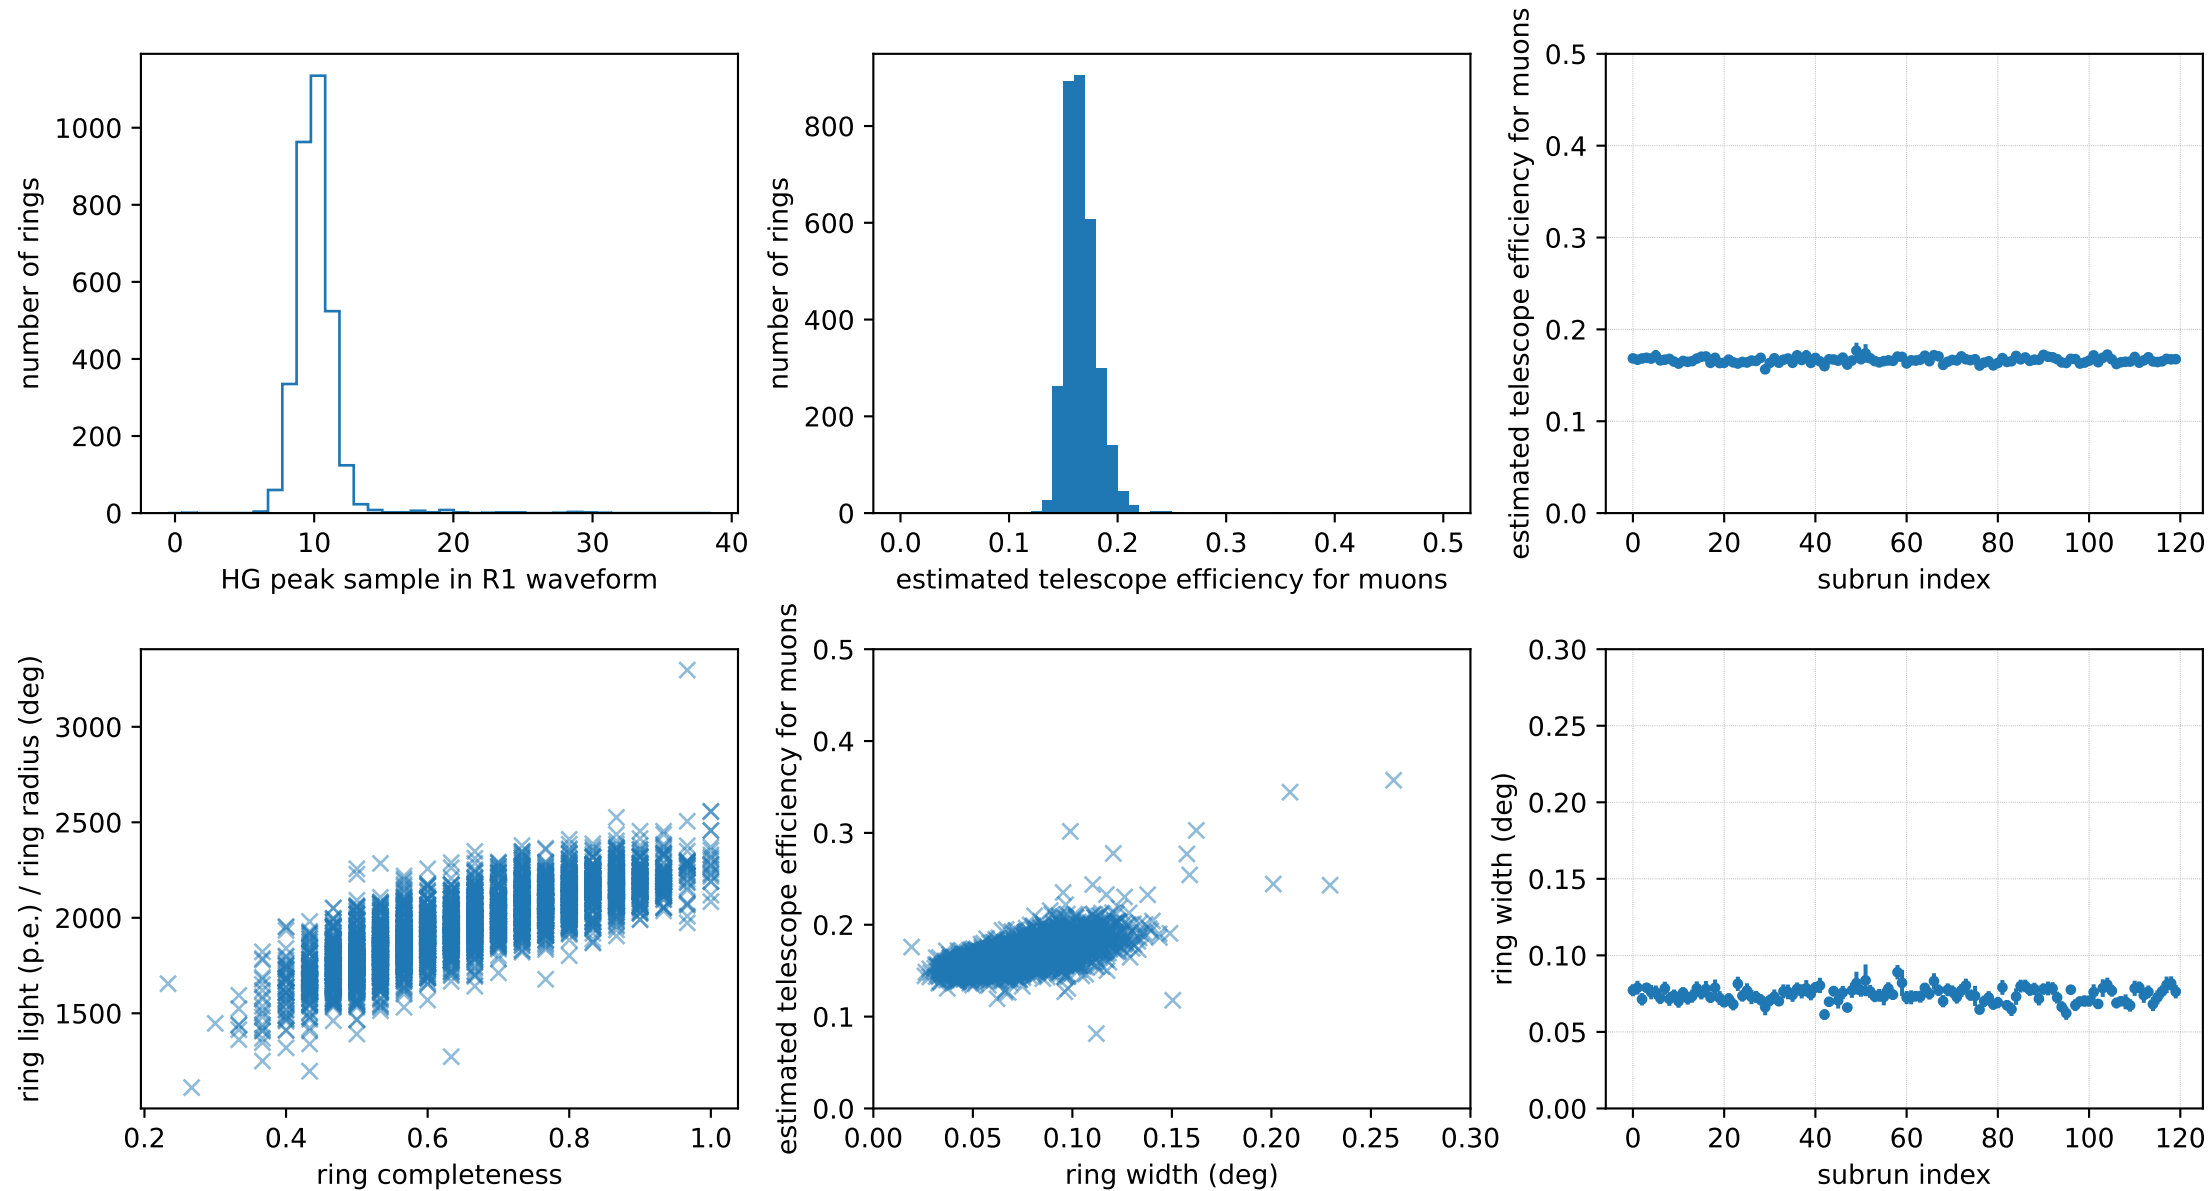 number of rings
1000
800
600
400
200
0
0 10 20 30 40
HG peak sample in R1 waveform
number of rings
800
600
400
200
0
0.0 0.1 0.2 0.3 0.4 0.5
estimated telescope efficiency for muons
estimated telescope efficiency for muons
0.5
0.4
0.3
0.2
0.1
0.0
0 20 40 60 80 100 120
subrun index
ring light (p.e.) / ring radius (deg)
3000
2500
2000
1500
0.2 0.4 0.6 0.8 1.0
ring completeness
estimated telescope efficiency for muons
0.5
0.4
0.3
0.2
0.1
0.0
0.00 0.05 0.10 0.15 0.20 0.25 0.30
ring width (deg)
ring width (deg)
0.30
0.25
0.20
0.15
0.10
0.05
0.00
0 20 40 60 80 100 120
subrun index